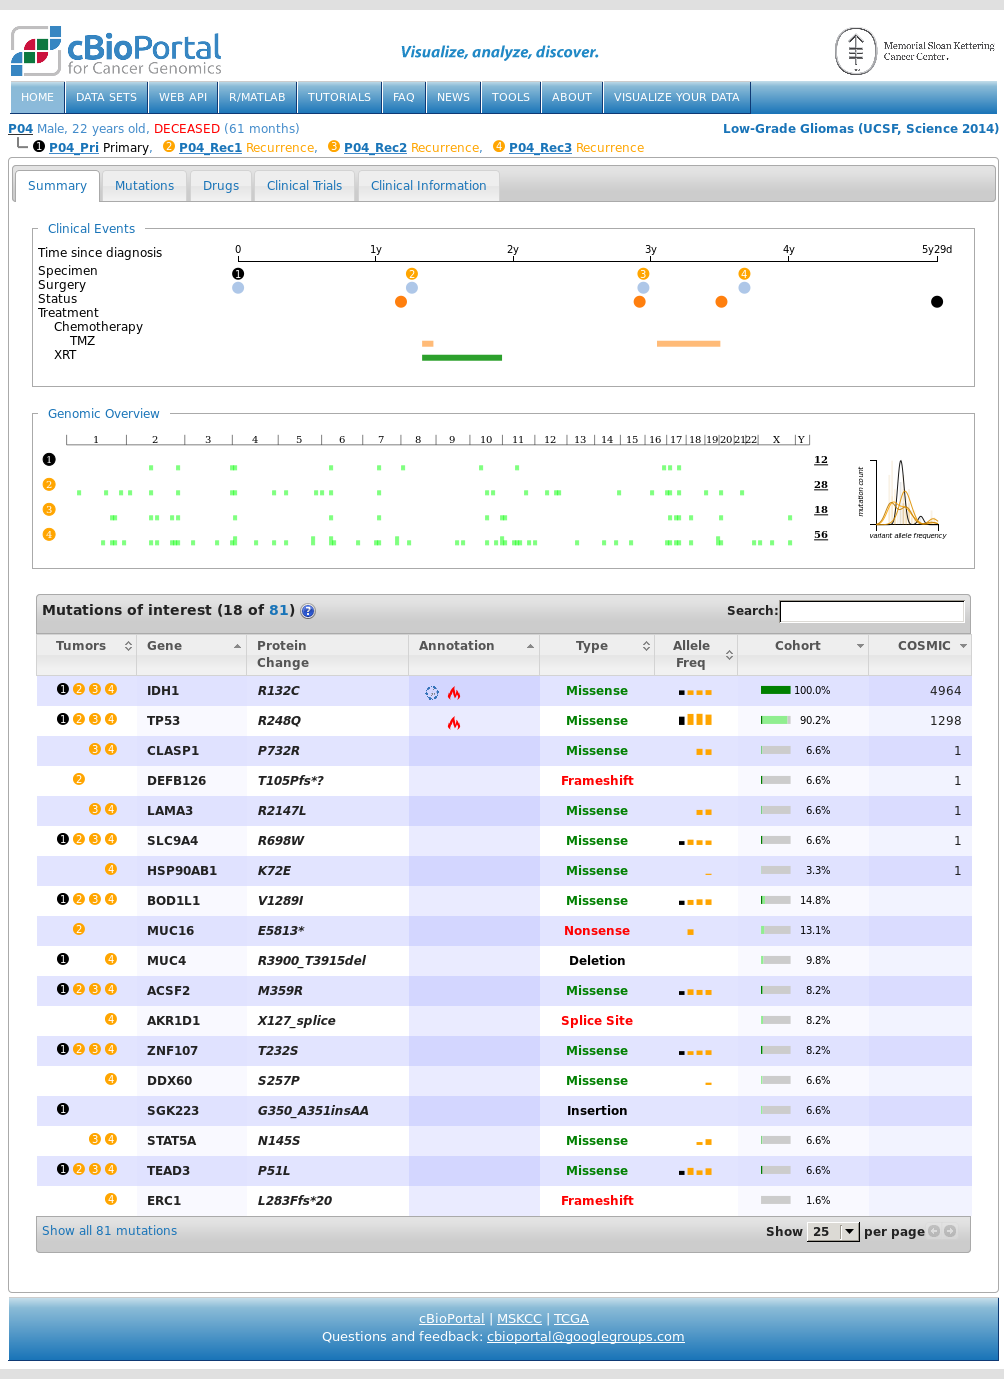 cBioPortal
for Cancer Genomics
Visualize, analyze, discover.
Memorial Sloan Kettering
Cancer Center.
HOME DATA SETS WEB API R/MATLAB TUTORIALS FAQ NEWS TOOLS ABOUT VISUALIZE YOUR DATA
P04 Male, 22 years old, DECEASED (61 months)
Low-Grade Gliomas (UCSF, Science 2014)
1 P04_Pri Primary, 2 P04_Rec1 Recurrence, 3 P04_Rec2 Recurrence, 4 P04_Rec3 Recurrence
Summary Mutations Drugs Clinical Trials Clinical Information
Clinical Events
Time since diagnosis 0 1y 2y 3y 4y 5y29d
Specimen 1 2 3 4
Surgery
Status
Treatment
Chemotherapy
TMZ
XRT
Genomic Overview
1 2 3 4 5 6 7 8 9 10 11 12 13 14 15 16 17 18 19 20 21 22 X Y
1 12
2 28
3 18
4 56
mutation count
variant allele frequency
Mutations of interest (18 of 81) ?
Search:
Tumors Gene Protein Change Annotation Type Allele Freq Cohort COSMIC
1 2 3 4 IDH1 R132C Missense 100.0% 4964
1 2 3 4 TP53 R248Q Missense 90.2% 1298
3 4 CLASP1 P732R Missense 6.6% 1
2 DEFB126 T105Pfs*? Frameshift 6.6% 1
3 4 LAMA3 R2147L Missense 6.6% 1
1 2 3 4 SLC9A4 R698W Missense 6.6% 1
4 HSP90AB1 K72E Missense 3.3% 1
1 2 3 4 BOD1L1 V1289I Missense 14.8%
2 MUC16 E5813* Nonsense 13.1%
1 4 MUC4 R3900_T3915del Deletion 9.8%
1 2 3 4 ACSF2 M359R Missense 8.2%
4 AKR1D1 X127_splice Splice Site 8.2%
1 2 3 4 ZNF107 T232S Missense 8.2%
4 DDX60 S257P Missense 6.6%
1 SGK223 G350_A351insAA Insertion 6.6%
3 4 STAT5A N145S Missense 6.6%
1 2 3 4 TEAD3 P51L Missense 6.6%
4 ERC1 L283Ffs*20 Frameshift 1.6%
Show all 81 mutations
Show 25 per page
cBioPortal | MSKCC | TCGA
Questions and feedback: cbioportal@googlegroups.com